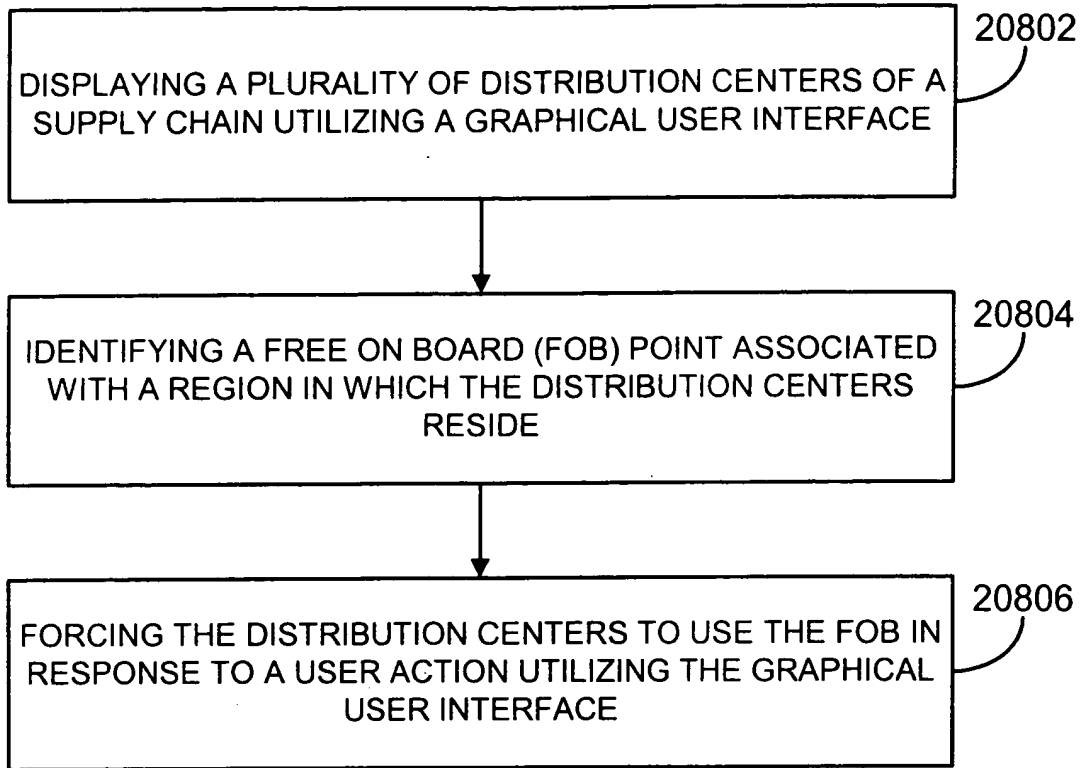 20802
DISPLAYING A PLURALITY OF DISTRIBUTION CENTERS OF A
SUPPLY CHAIN UTILIZING A GRAPHICAL USER INTERFACE
20804
IDENTIFYING A FREE ON BOARD (FOB) POINT ASSOCIATED
WITH A REGION IN WHICH THE DISTRIBUTION CENTERS
RESIDE
20806
FORCING THE DISTRIBUTION CENTERS TO USE THE FOB IN
RESPONSE TO A USER ACTION UTILIZING THE GRAPHICAL
USER INTERFACE